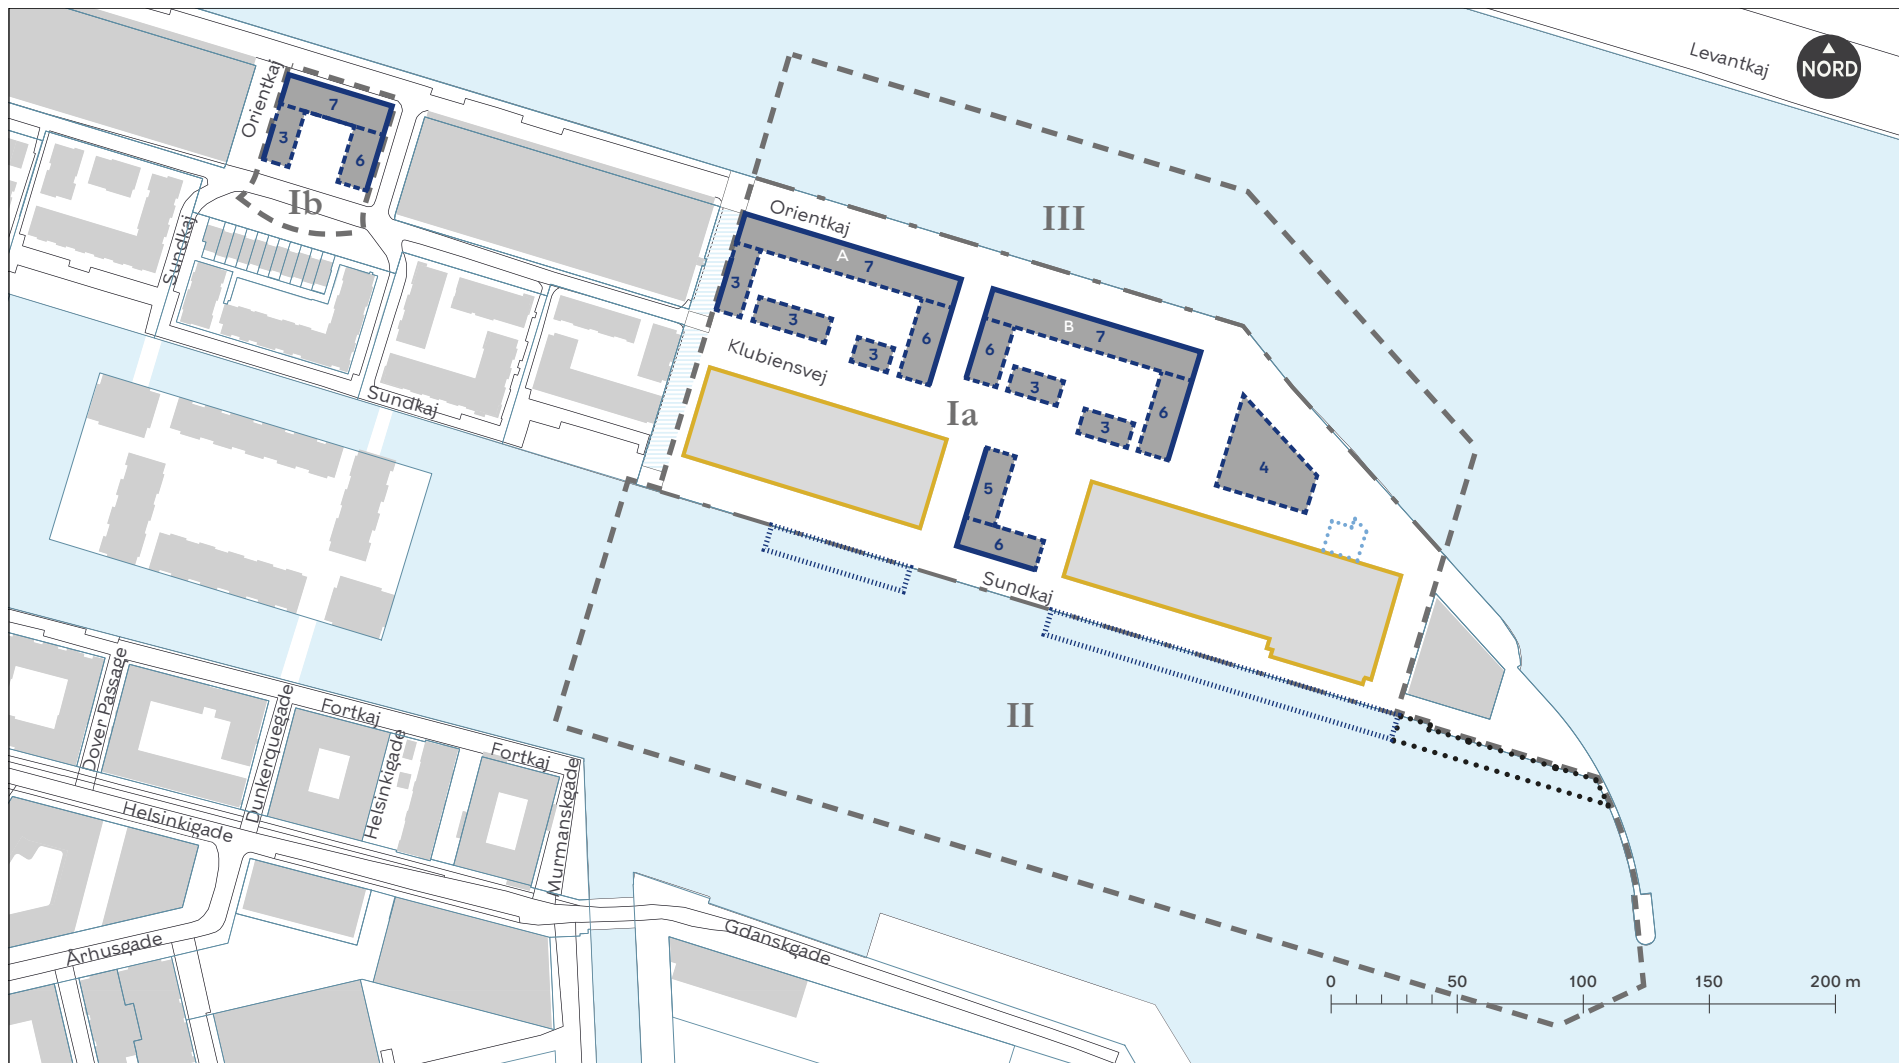 Levantkaj
NORD
Orientkaj
7
3
6
Ib
Sundkaj
III
Orientkaj
A
7
3
3
3
6
B
7
6
3
3
6
Klubiensvej
Ia
4
5
6
Sundkaj
Sundkaj
II
Dover Passage
Dunkerquegade
Fortkaj
Helsinkigade
Fortkaj
Murmanskgade
Helsinkigade
Århusgade
Gdanskgade
0
50
100
150
200 m